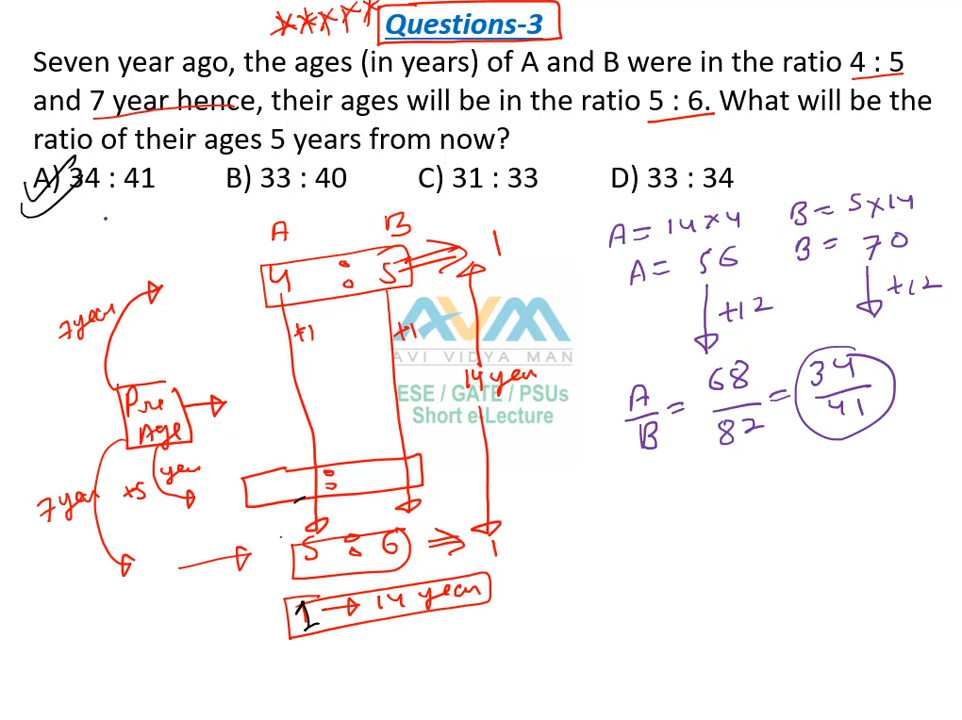 Questions-3
Seven year ago, the ages (in years) of A and B were in the ratio 4 : 5
and 7 year hence, their ages will be in the ratio 5 : 6. What will be the
ratio of their ages 5 years from now?
A) 34 : 41 B) 33 : 40 C) 31 : 33 D) 33 : 34
A B
4 : 5 ⇒ 1
7 year
+1 +1
14 year
Pre
Age
7 year +5 year
:
5 : 6 ⇒ 1
1 → 14 year
A = 14 × 4 B = 5 × 14
A = 56 B = 70
+12 +12
A/B = 68/82 = 34/41
AVM
AVI VIDYA MAN
ESE / GATE / PSUs
Short e-Lecture